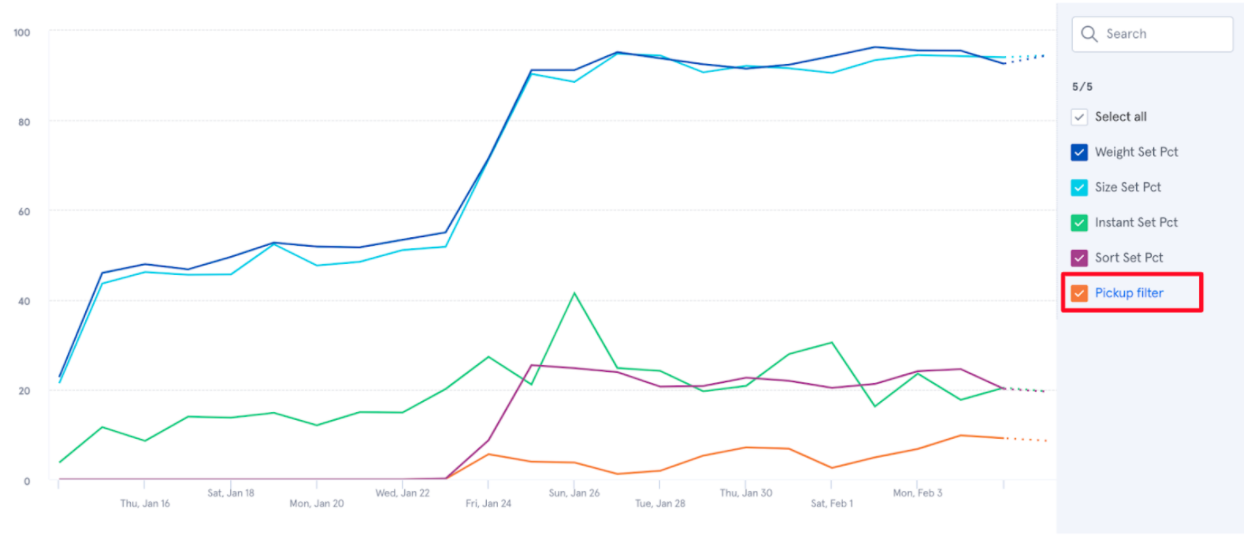 100
80
60
40
20
0
Thu, Jan 16
Sat, Jan 18
Mon, Jan 20
Wed, Jan 22
Fri, Jan 24
Sun, Jan 26
Tue, Jan 28
Thu, Jan 30
Sat, Feb 1
Mon, Feb 3
Search
5/5
Select all
Weight Set Pct
Size Set Pct
Instant Set Pct
Sort Set Pct
Pickup filter